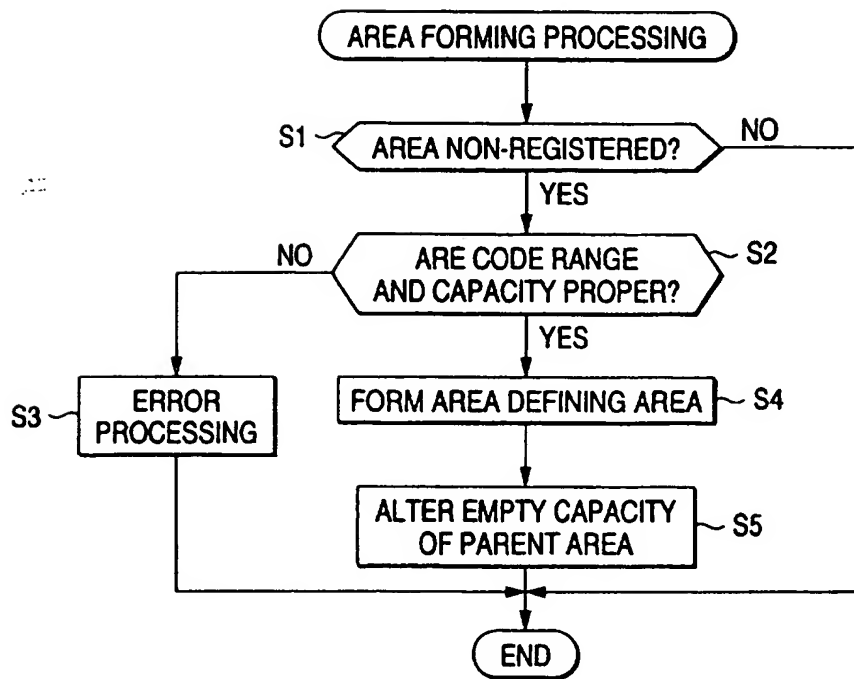 AREA FORMING PROCESSING
S1
AREA NON-REGISTERED?
NO
YES
NO
ARE CODE RANGE
AND CAPACITY PROPER?
S2
YES
S3
ERROR
PROCESSING
FORM AREA DEFINING AREA
S4
ALTER EMPTY CAPACITY
OF PARENT AREA
S5
END